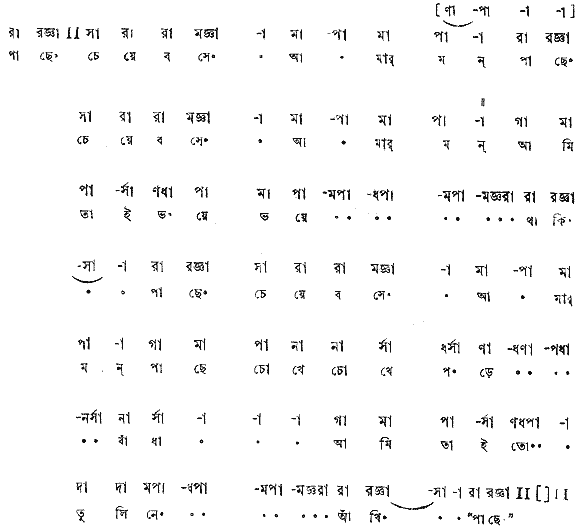 [ ণা -পা -া -া ]
রা রজ্ঞা II সা রা রা মজ্ঞা -া মা -পা মা পা -া রা রজ্ঞা
পা ছে॰ চে য়ে ব সে॰ ॰ আ ॰ মার্ ম ন্ পা ছে॰
সা রা রা মজ্ঞা -া মা -পা মা পা -া গা মা
চে য়ে ব সে॰ ॰ আ ॰ মার্ ম ন্ আ মি
পা -র্সা ণধা পা মা পা -মপা -ধপা -মপা -মজ্ঞরা রা রজ্ঞা
তা ই ভ॰ য়ে ভ য়ে ॰ ॰ ॰ ॰ ॰ ॰ ॰ ॰ ॰ থা কি॰
-সা -া রা রজ্ঞা সা রা রা মজ্ঞা -া মা -পা মা
॰ ॰ পা ছে॰ চে য়ে ব সে॰ ॰ আ ॰ মার্
পা -া গা মা পা না না র্সা ধর্সা ণা -ধণা -পধা
ম ন্ পা ছে চো খে চো খে প॰ ড়ে ॰ ॰ ॰ ॰
-নর্সা না র্সা -া -া -া গা মা পা -র্সা ণধপা -া
॰ ॰ বাঁ ধা ॰ ॰ ॰ আ মি তা ই তো॰॰ ॰
দা দা মপা -ধপা -মপা -মজ্ঞরা রা রজ্ঞা -সা -া রা রজ্ঞা II [ ] II
তু লি নে॰ ॰ ॰ ॰ ॰ ॰ ॰ ॰ আঁ খি॰ ॰ ॰ "পা ছে॰"